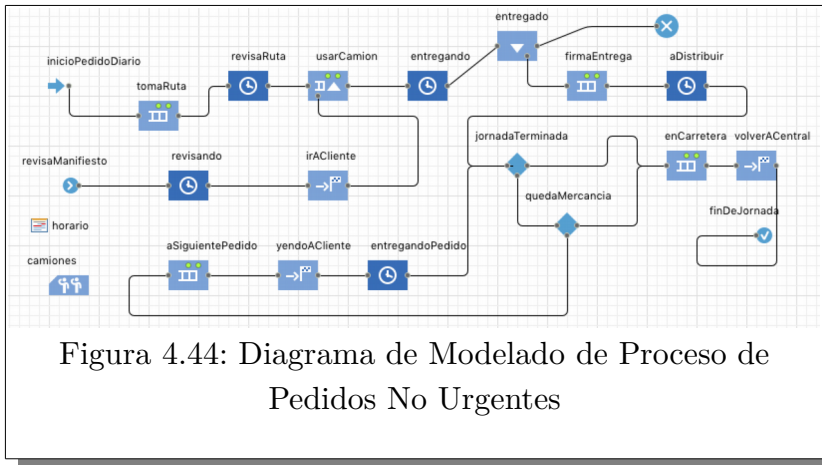 entregado
inicioPedidoDiario
revisaRuta
usarCamion
entregando
firmaEntrega
aDistribuir
tomaRuta
jornadaTerminada
enCarretera
volverACentral
revisaManifiesto
revisando
irACliente
quedaMercancia
finDeJornada
horario
camiones
aSiguientePedido
yendoACliente
entregandoPedido
Figura 4.44: Diagrama de Modelado de Proceso de
Pedidos No Urgentes